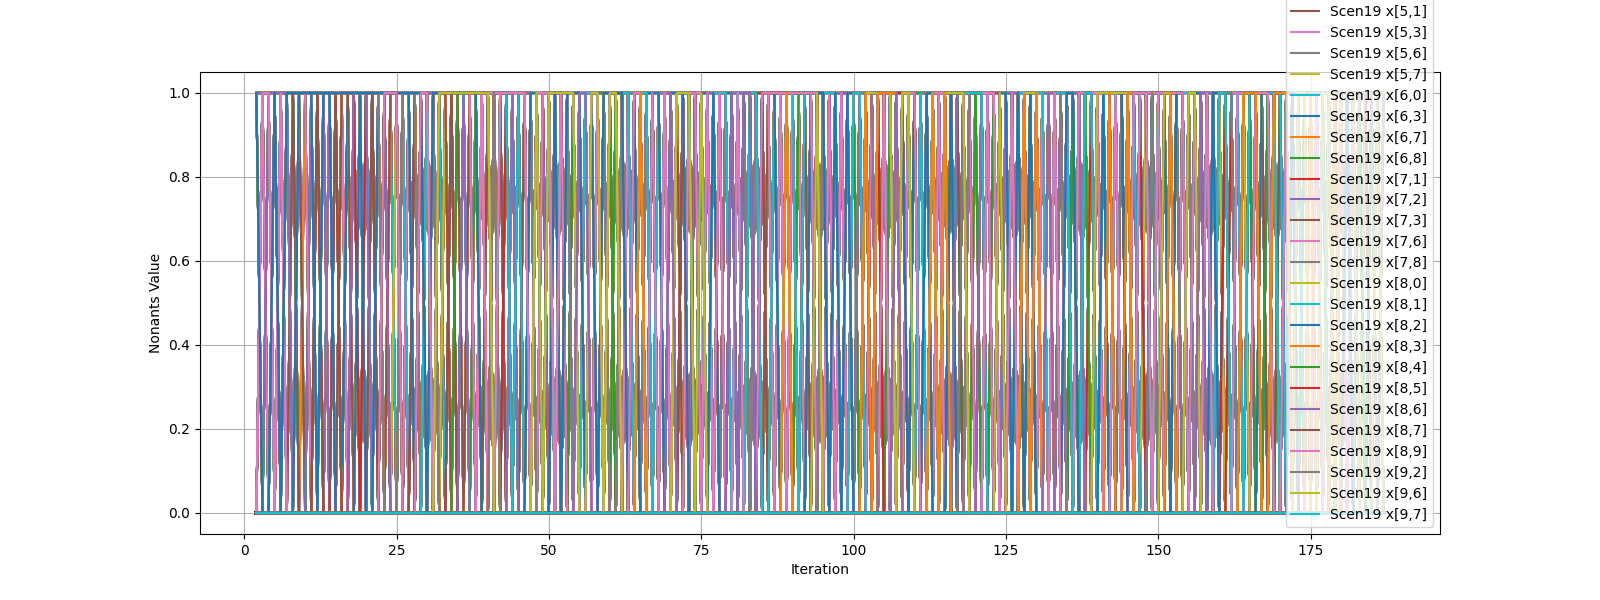 Scen19 x[5,1]
Scen19 x[5,3]
Scen19 x[5,6]
Scen19 x[5,7]
Scen19 x[6,0]
Scen19 x[6,3]
Scen19 x[6,7]
Scen19 x[6,8]
Scen19 x[7,1]
Scen19 x[7,2]
Scen19 x[7,3]
Scen19 x[7,6]
Scen19 x[7,8]
Scen19 x[8,0]
Scen19 x[8,1]
Scen19 x[8,2]
Scen19 x[8,3]
Scen19 x[8,4]
Scen19 x[8,5]
Scen19 x[8,6]
Scen19 x[8,7]
Scen19 x[8,9]
Scen19 x[9,2]
Scen19 x[9,6]
Scen19 x[9,7]
1.0
0.8
0.6
0.4
0.2
0.0
Nonants Value
0 25 50 75 100 125 150 175
Iteration